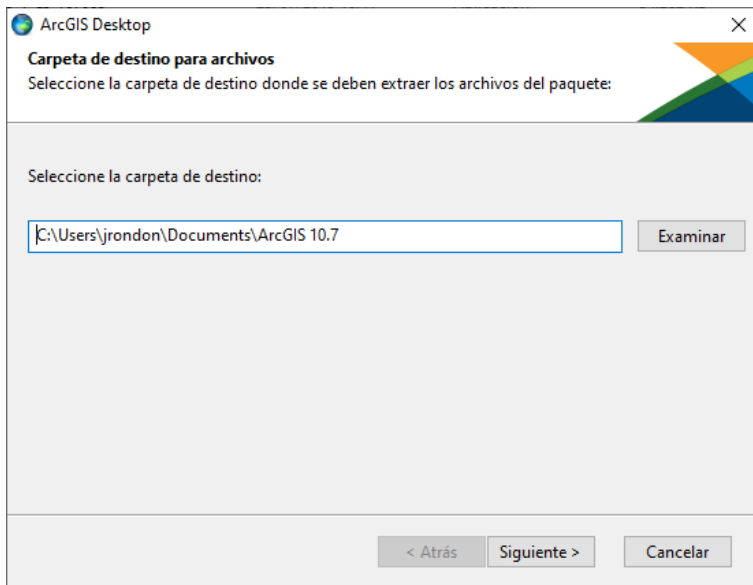 ArcGIS Desktop
Carpeta de destino para archivos
Seleccione la carpeta de destino donde se deben extraer los archivos del paquete:
Seleccione la carpeta de destino:
C:\Users\jrondon\Documents\ArcGIS 10.7
Examinar
< Atrás
Siguiente >
Cancelar